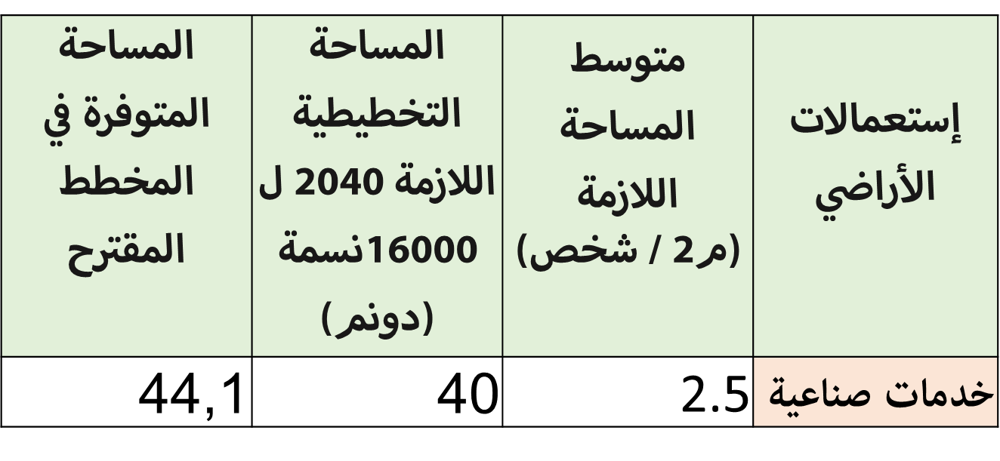 إستعمالات
الأراضي
متوسط
المساحة
اللازمة
(م2 / شخص)
المساحة
التخطيطية
اللازمة 2040 ل
16000نسمة
(دونم)
المساحة
المتوفرة في
المخطط
المقترح
خدمات صناعية
2.5
40
44,1